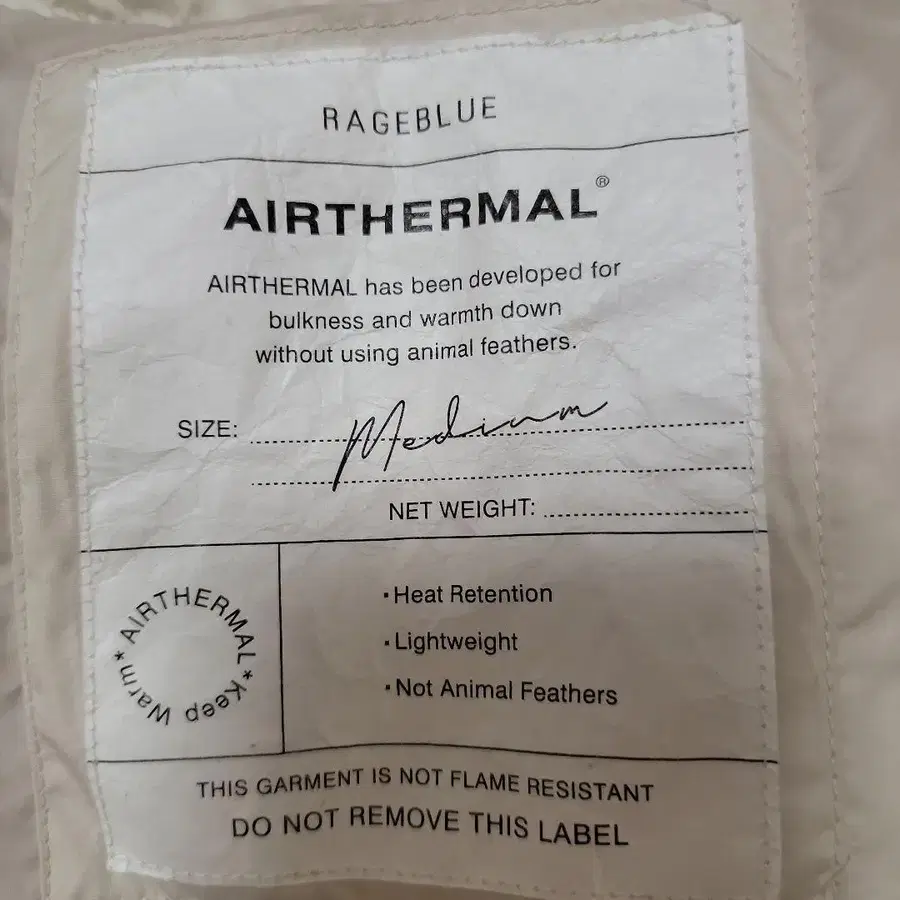 RAGEBLUE
AIRTHERMAL®
AIRTHERMAL has been developed for
bulkness and warmth down
without using animal feathers.
SIZE: Medium
NET WEIGHT:
AIRTHERMAL * Keep Warm *
·Heat Retention
·Lightweight
·Not Animal Feathers
THIS GARMENT IS NOT FLAME RESISTANT
DO NOT REMOVE THIS LABEL